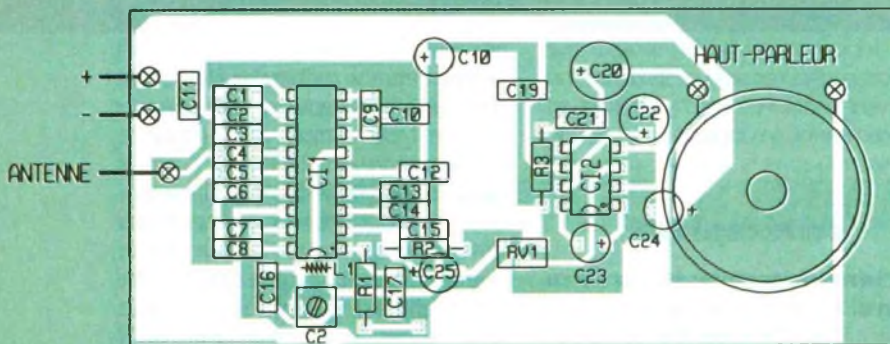 HAUT-PARLEUR
+
-
ANTENNE
C11
C1
C2
C3
C4
C5
C6
C7
C8
CI1
C9
C10
+
C10
C12
C13
C14
C15
R2
C16
L1
C2
R1
C17
+
C25
RV1
C19
+
C20
C21
C22
+
R3
CI2
+
C23
C24
+